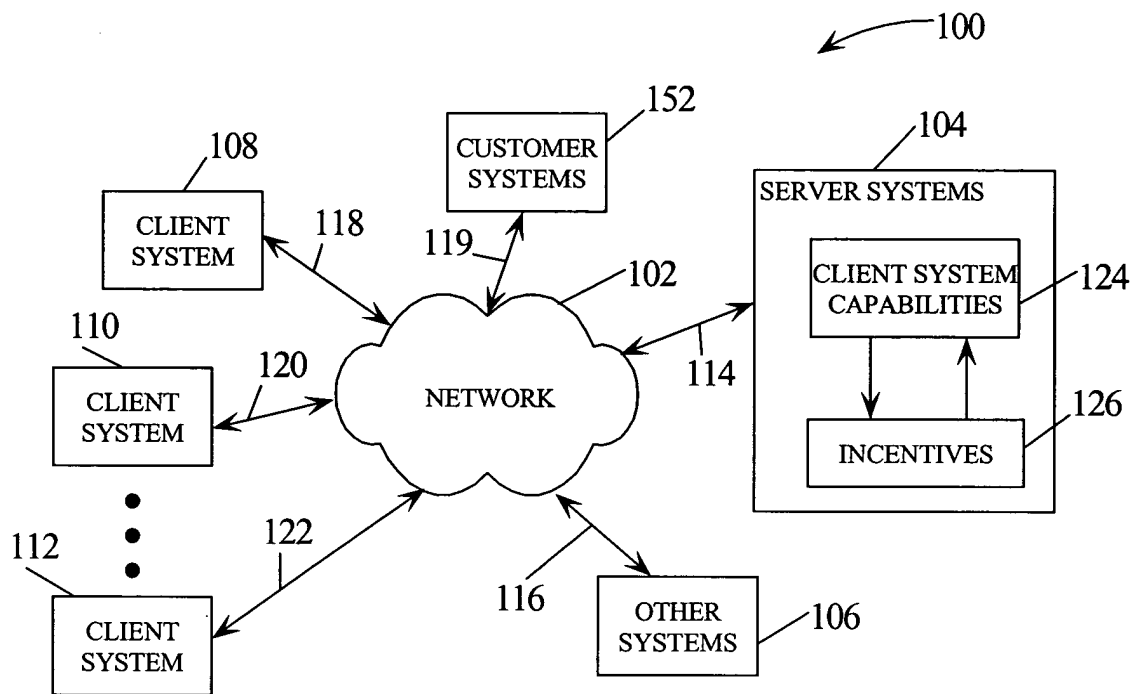 100
152
CUSTOMER
SYSTEMS
104
SERVER SYSTEMS
108
CLIENT
SYSTEM
118
119
102
CLIENT SYSTEM
CAPABILITIES
124
110
120
CLIENT
SYSTEM
NETWORK
114
126
INCENTIVES
112
122
CLIENT
SYSTEM
116
OTHER
SYSTEMS
106